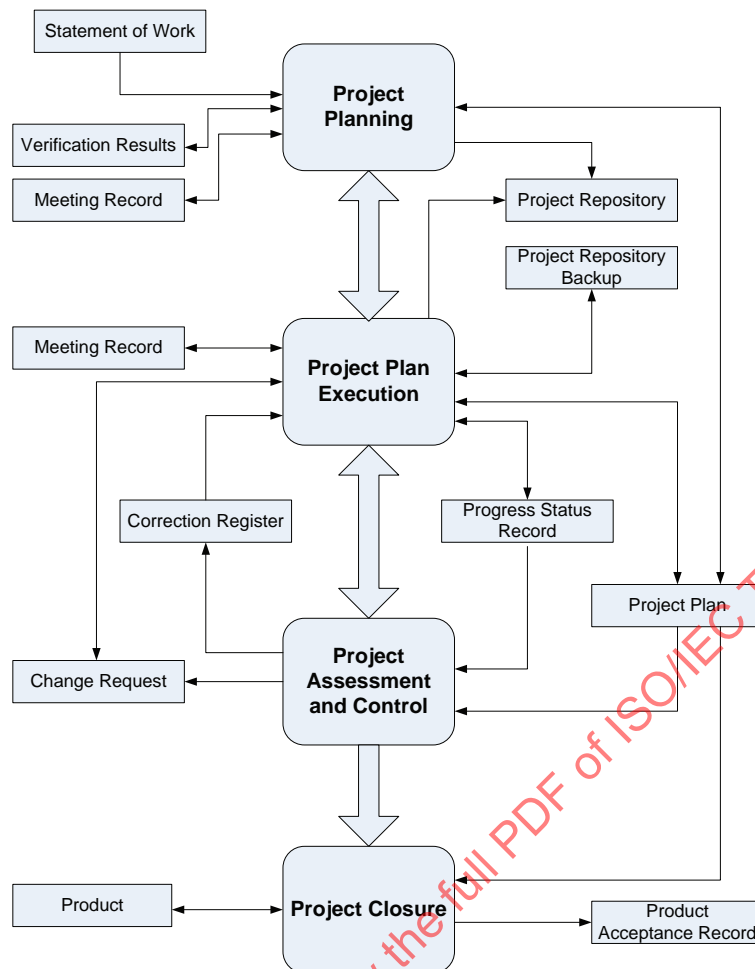 Statement of Work
Project
Planning
Verification Results
Meeting Record
Project Repository
Project Repository
Backup
Meeting Record
Project Plan
Execution
Correction Register
Progress Status
Record
Project Plan
Change Request
Project
Assessment
and Control
Product
Project Closure
Product
Acceptance Record
the full PDF of ISO/IEC